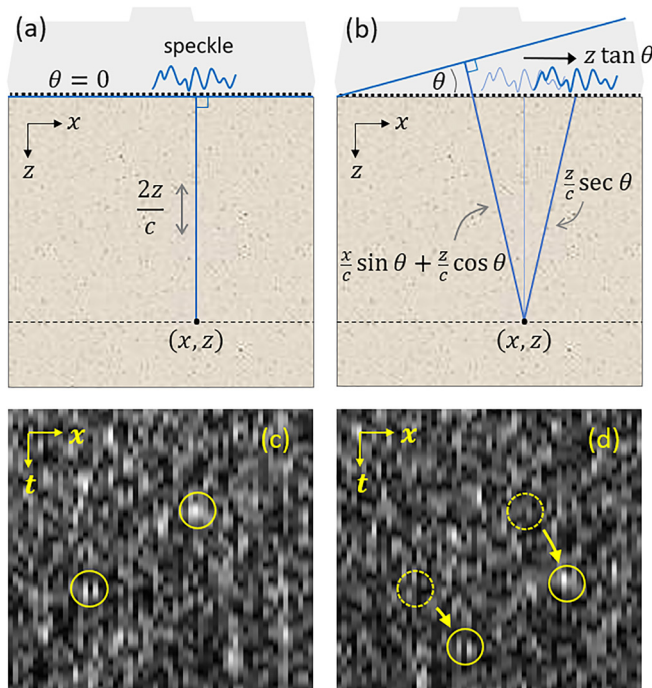 (a)
speckle
θ = 0
x
z
2z/c
(x, z)
(b)
z tan θ
θ
x
z
z/c sec θ
x/c sin θ + z/c cos θ
(x, z)
(c)
x
t
(d)
x
t